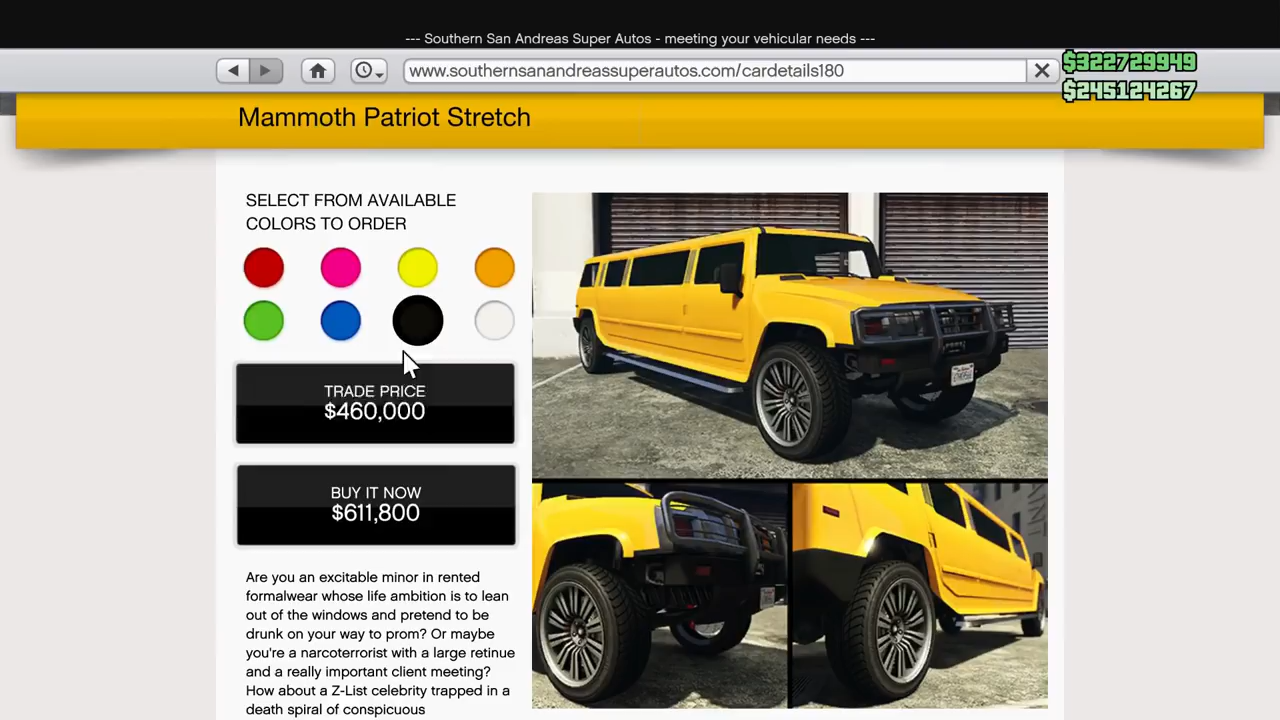 --- Southern San Andreas Super Autos - meeting your vehicular needs ---
www.southernsanandreassuperautos.com/cardetails180
$322729949
$245124267
Mammoth Patriot Stretch
SELECT FROM AVAILABLE
COLORS TO ORDER
TRADE PRICE
$460,000
BUY IT NOW
$611,800
Are you an excitable minor in rented
formalwear whose life ambition is to lean
out of the windows and pretend to be
drunk on your way to prom? Or maybe
you're a narcoterrorist with a large retinue
and a really important client meeting?
How about a Z-List celebrity trapped in a
death spiral of conspicuous